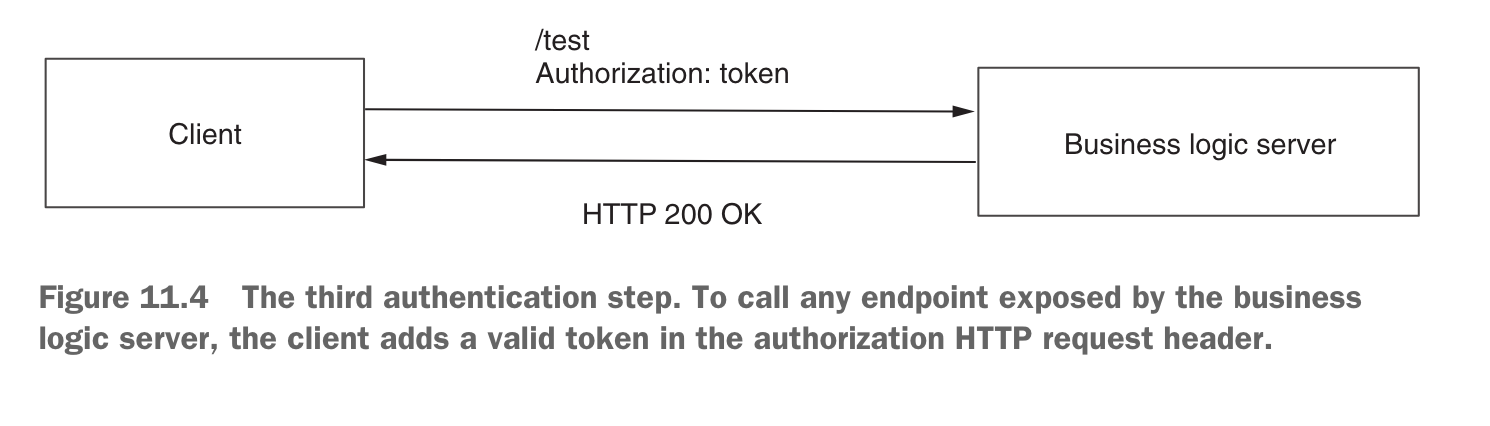 /test
Authorization: token
Client
Business logic server
HTTP 200 OK
Figure 11.4 The third authentication step. To call any endpoint exposed by the business
logic server, the client adds a valid token in the authorization HTTP request header.